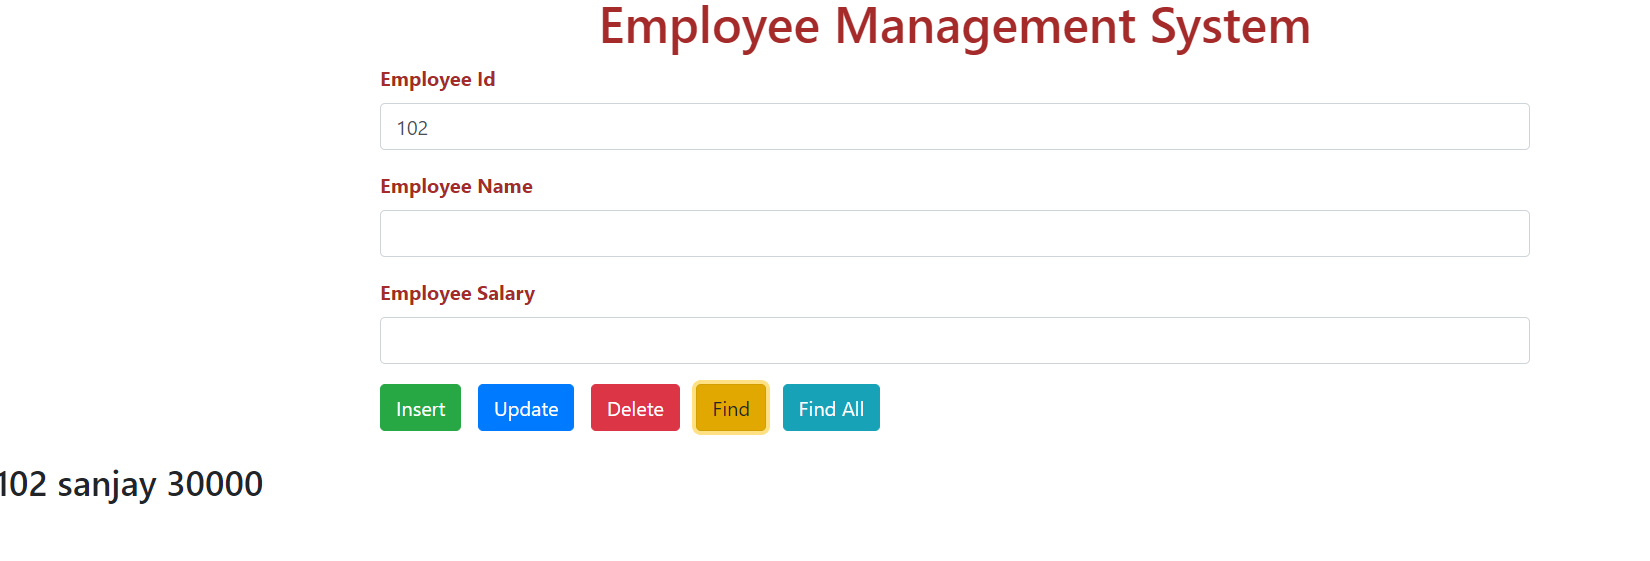 Employee Management System
Employee Id
102
Employee Name
Employee Salary
Insert Update Delete Find Find All
102 sanjay 30000